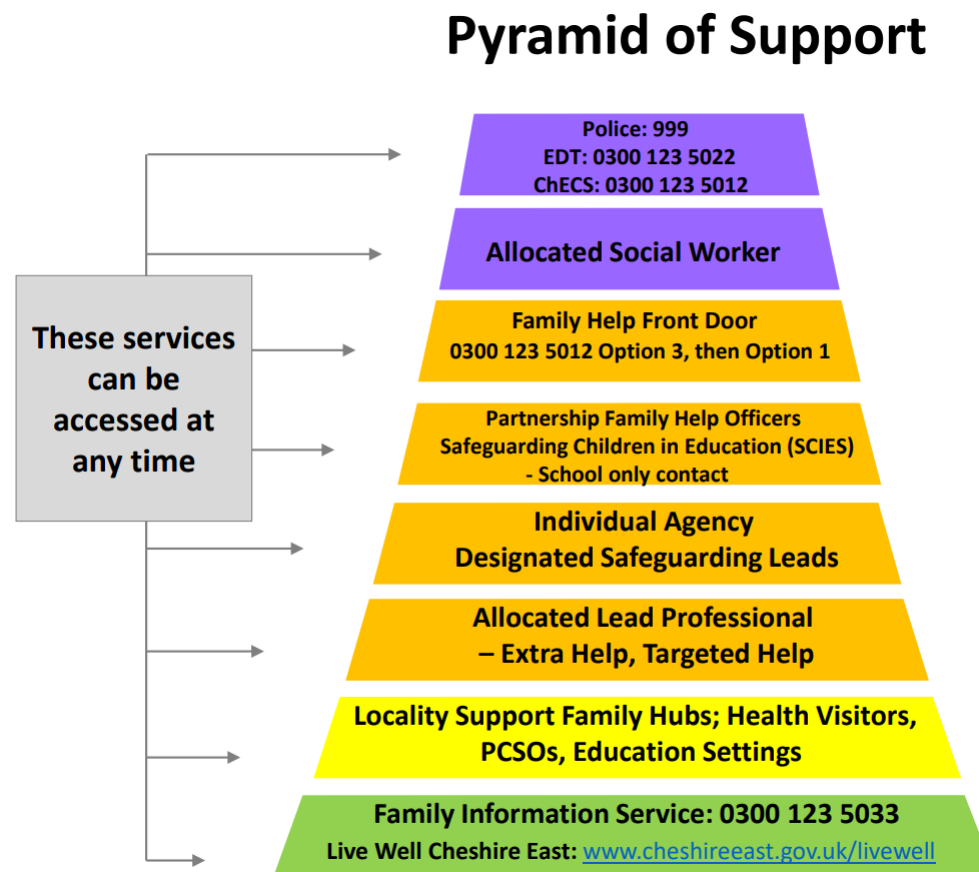 Pyramid of Support
Police: 999
EDT: 0300 123 5022
ChECS: 0300 123 5012
Allocated Social Worker
Family Help Front Door
0300 123 5012 Option 3, then Option 1
These services
can be
accessed at
any time
Partnership Family Help Officers
Safeguarding Children in Education (SCIES)
- School only contact
Individual Agency
Designated Safeguarding Leads
Allocated Lead Professional
– Extra Help, Targeted Help
Locality Support Family Hubs; Health Visitors,
PCSOs, Education Settings
Family Information Service: 0300 123 5033
Live Well Cheshire East: www.cheshireeast.gov.uk/livewell